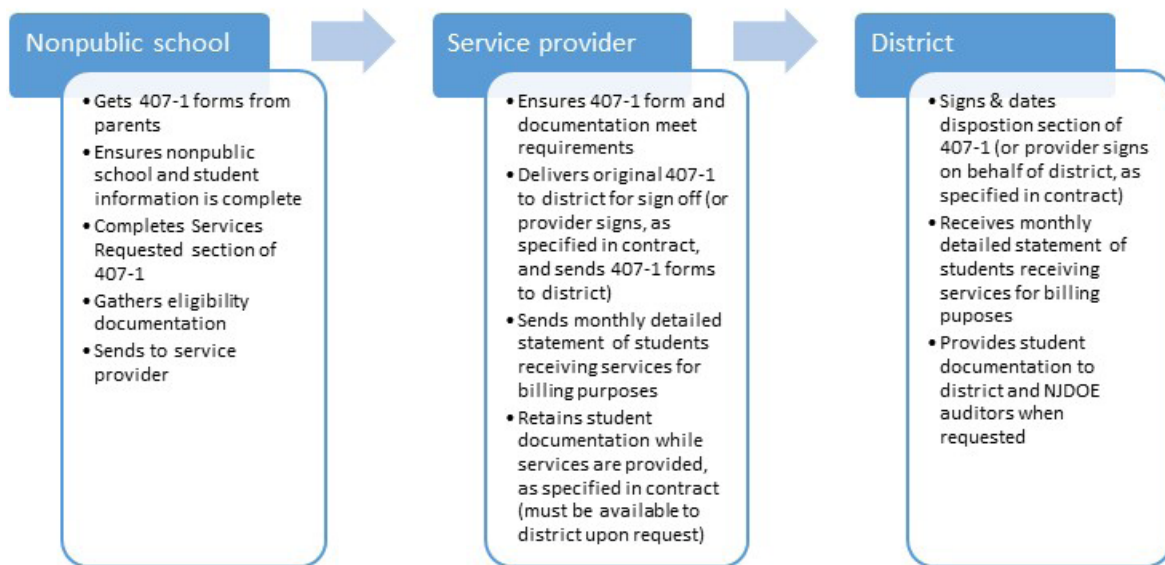 Nonpublic school
• Gets 407-1 forms from
parents
• Ensures nonpublic
school and student
information is complete
• Completes Services
Requested section of
407-1
• Gathers eligibility
documentation
• Sends to service
provider
Service provider
• Ensures 407-1 form and
documentation meet
requirements
• Delivers original 407-1
to district for sign off (or
provider signs, as
specified in contract,
and sends 407-1 forms
to district)
• Sends monthly detailed
statement of students
receiving services for
billing purposes
• Retains student
documentation while
services are provided,
as specified in contract
(must be available to
district upon request)
District
• Signs & dates
dispostion section of
407-1 (or provider signs
on behalf of district, as
specified in contract)
• Receives monthly
detailed statement of
students receiving
services for billing
puposes
• Provides student
documentation to
district and NJDOE
auditors when
requested